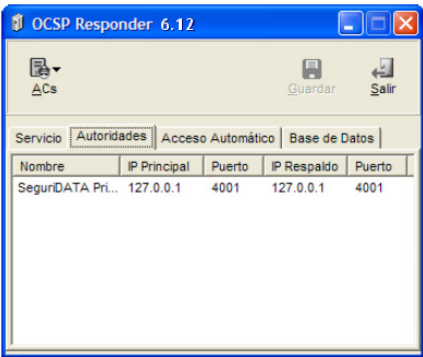 OCSP Responder 6.12
ACs Guardar Salir
Servicio Autoridades Acceso Automático Base de Datos
Nombre IP Principal Puerto IP Respaldo Puerto
SeguriDATA Pri... 127.0.0.1 4001 127.0.0.1 4001